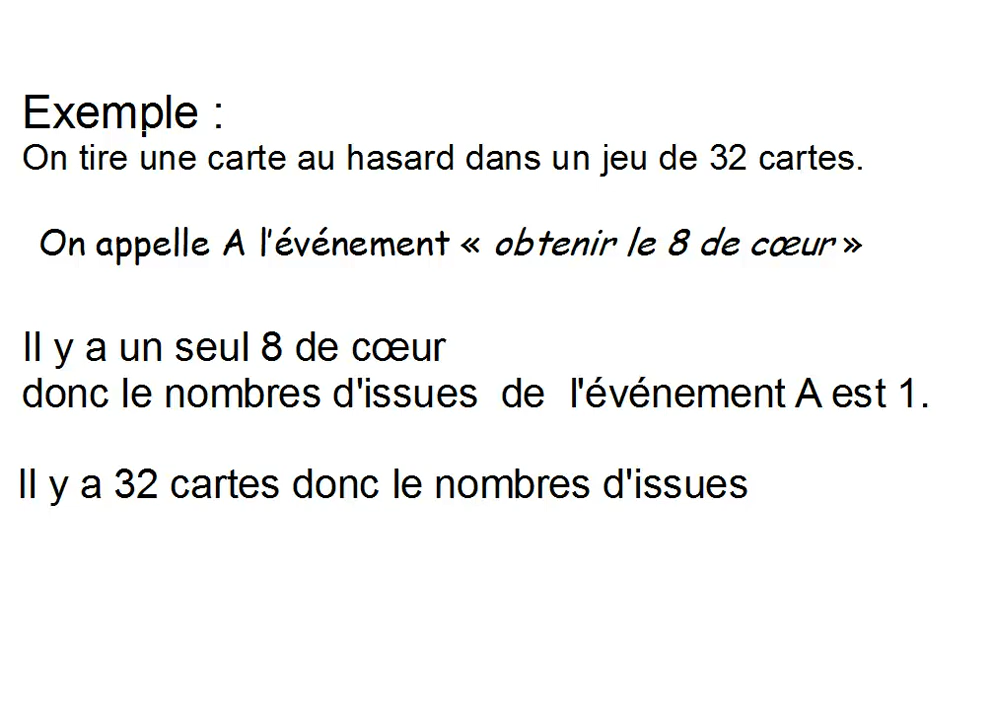 Exemple :
On tire une carte au hasard dans un jeu de 32 cartes.
On appelle A l'événement « obtenir le 8 de cœur »
Il y a un seul 8 de cœur
donc le nombres d'issues de l'événement A est 1.
Il y a 32 cartes donc le nombres d'issues